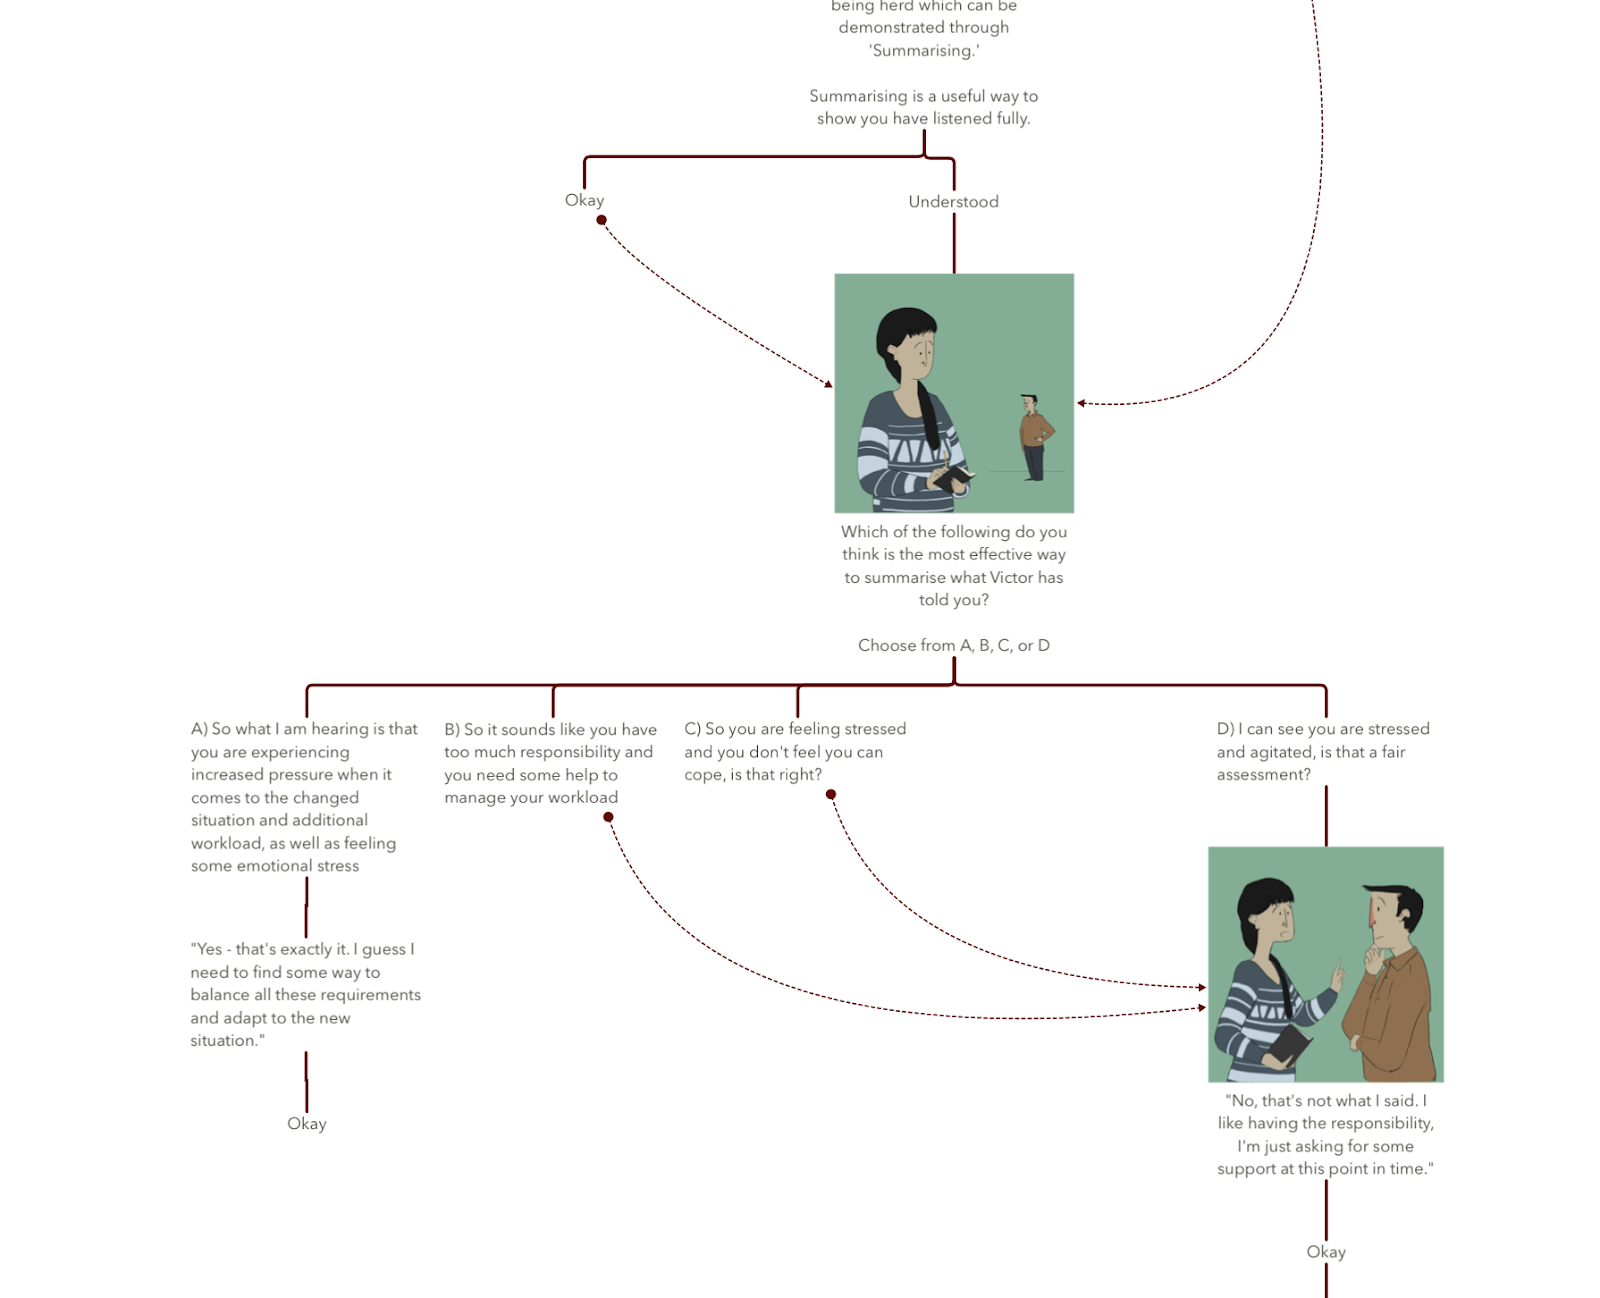 being herd which can be
demonstrated through
'Summarising.'
Summarising is a useful way to
show you have listened fully.
Okay
Understood
Which of the following do you
think is the most effective way
to summarise what Victor has
told you?
Choose from A, B, C, or D
A) So what I am hearing is that
you are experiencing
increased pressure when it
comes to the changed
situation and additional
workload, as well as feeling
some emotional stress
B) So it sounds like you have
too much responsibility and
you need some help to
manage your workload
C) So you are feeling stressed
and you don't feel you can
cope, is that right?
D) I can see you are stressed
and agitated, is that a fair
assessment?
"Yes - that's exactly it. I guess I
need to find some way to
balance all these requirements
and adapt to the new
situation."
Okay
"No, that's not what I said. I
like having the responsibility,
I'm just asking for some
support at this point in time."
Okay